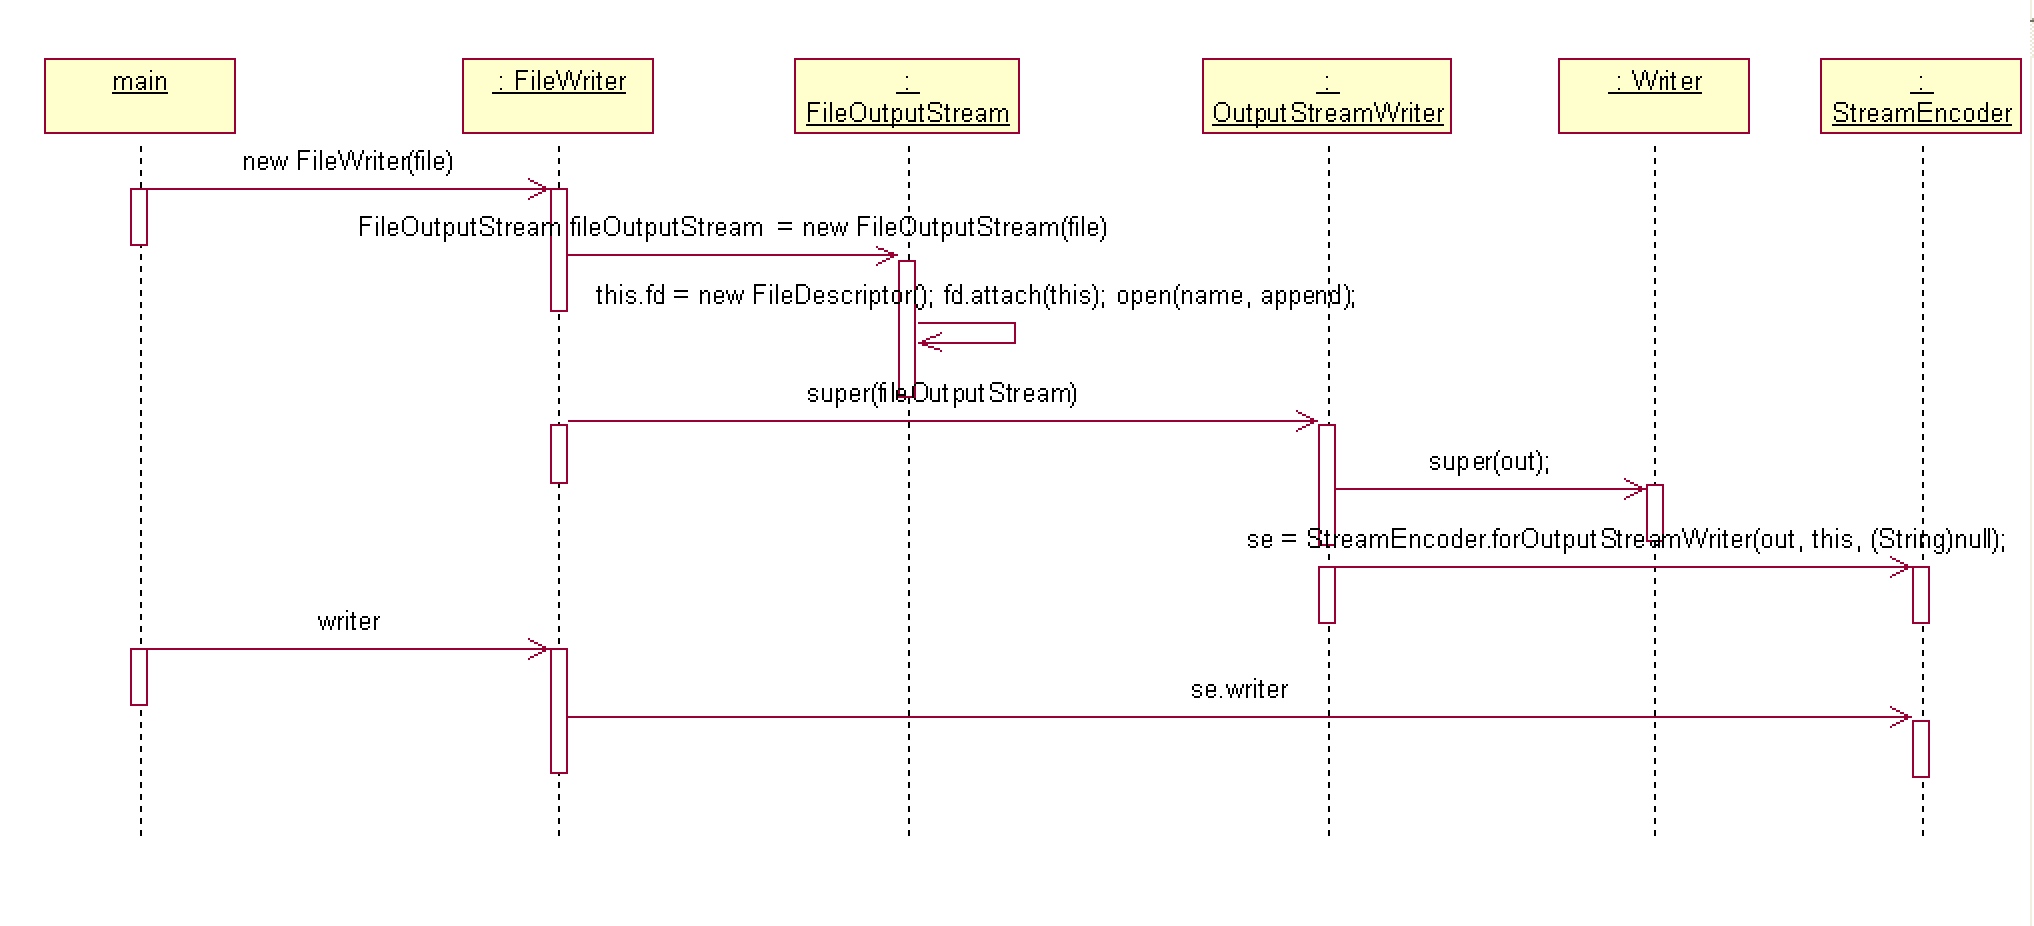 main
: FileWriter
:
FileOutputStream
:
OutputStreamWriter
: Writer
:
StreamEncoder
new FileWriter(file)
FileOutputStream fileOutputStream = new FileOutputStream(file)
this.fd = new FileDescriptor(); fd.attach(this); open(name, append);
super(fileOutputStream)
super(out);
se = StreamEncoder.forOutputStreamWriter(out, this, (String)null);
writer
se.writer